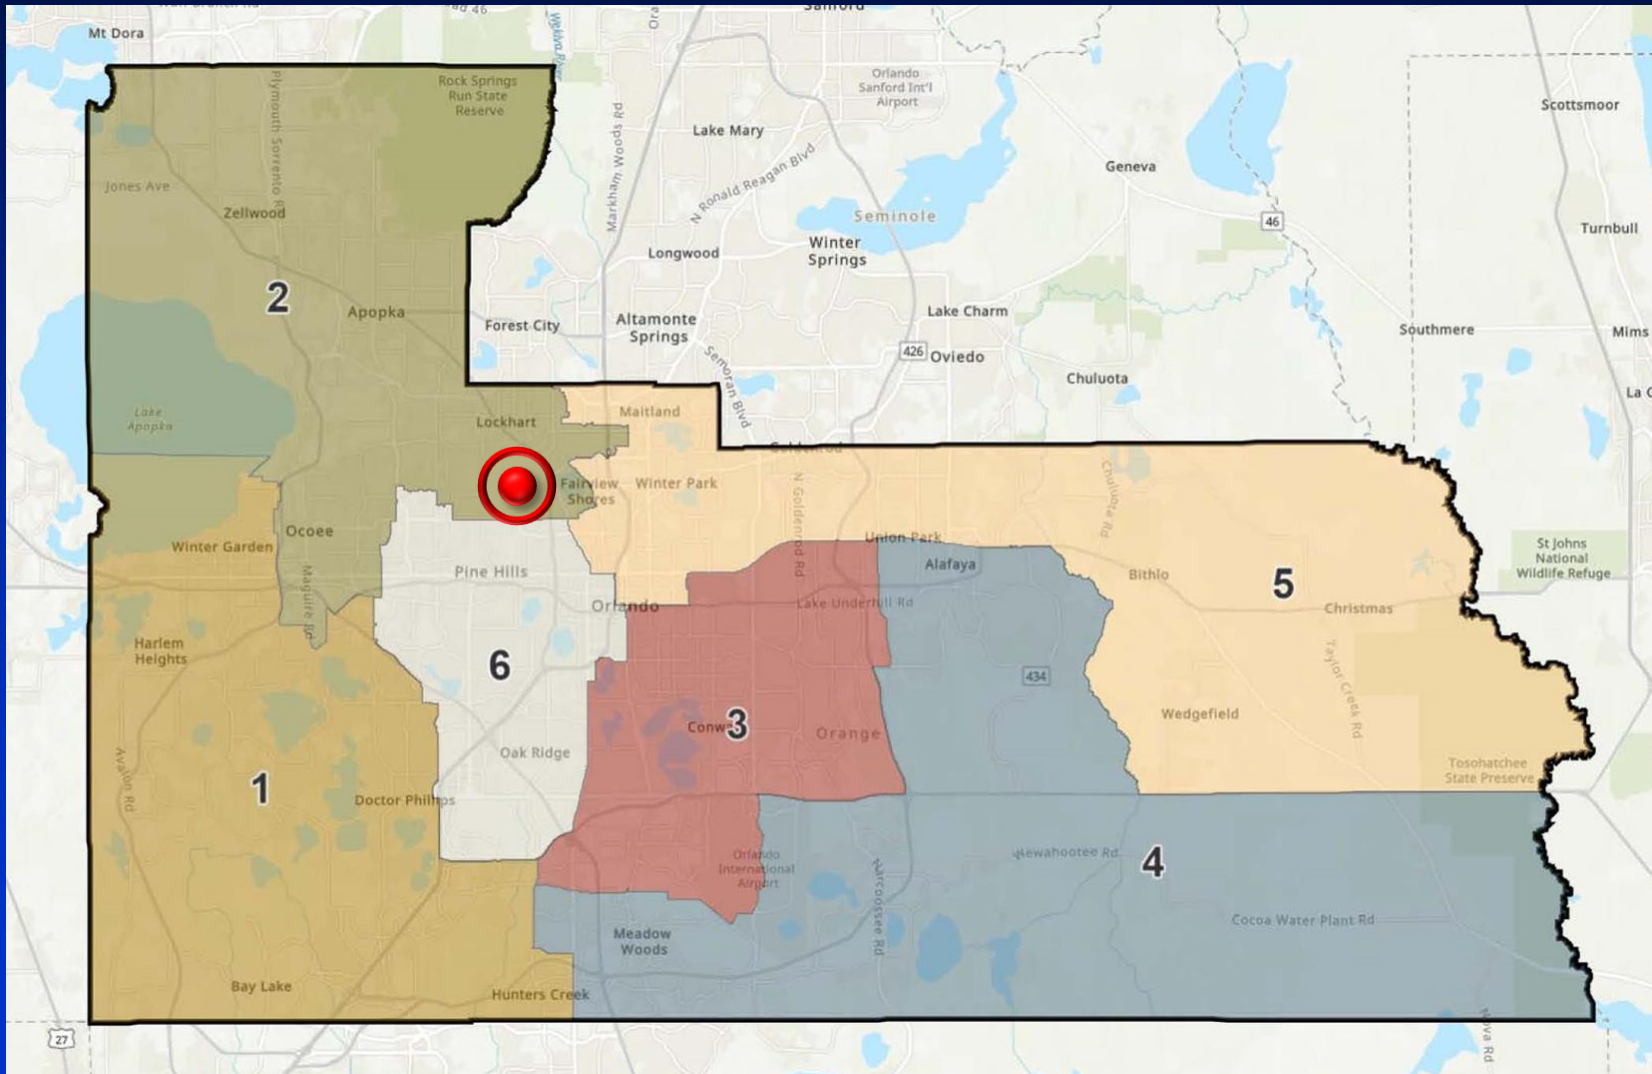 Sanford
Mt Dora
Rock Springs
Run State
Reserve
Plymouth Sorrento R
Orlando
Sanford Int'l
Airport
Scottsmoor
Lake Mary
Markham Woods Rd
N Ronald Reagan Blvd
Geneva
Jones Ave
Zellwood
Seminole
46
Turnbull
Longwood
Winter
Springs
2
Apopka
Forest City
Altamonte
Springs
Lake Charm
Southmere
Mims
426
Oviedo
Semoran Blvd
Chuluota
La C
Lake
Apopka
Lockhart
Maitland
Goldenrod
Fairview
Shores
Winter Park
N Goldenrod Rd
Chuluota Rd
Ocoee
Winter Garden
Union Park
Alafaya
St Johns
National
Wildlife Refuge
Pine Hills
Bithlo
5
Maguire Rd
Orlando
Lake Underhill Rd
Christmas
Harlem
Heights
6
434
Taylor Creek Rd
Wedgefield
Conw
3
Orange
Oak Ridge
Tosohatchee
State Preserve
Avalon Rd
1
Doctor Phillips
Orlando
International
Airport
Narcoossee Rd
Wewahootee Rd
4
Cocoa Water Plant Rd
Meadow
Woods
Bay Lake
Hunters Creek
27
Nova Rd